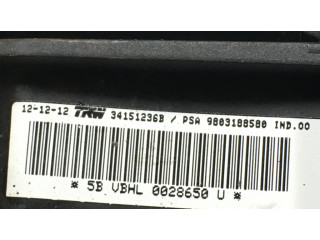 12-12-12 TRW 34151236B / PSA 9803188580 IND.00
* 5B VBHL 0028650 U *